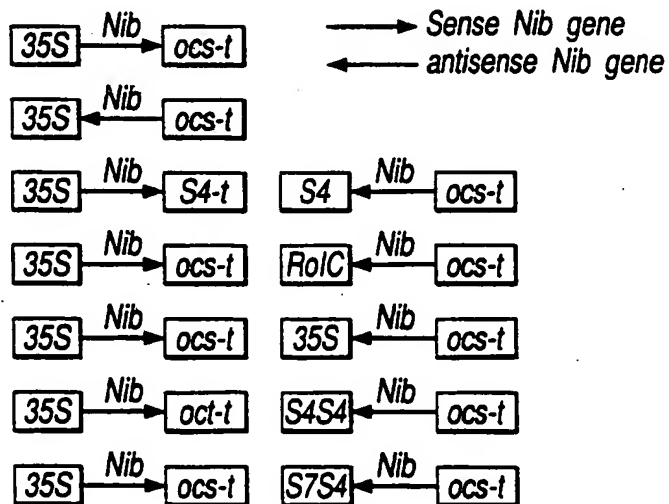 35S Nib ocs-t Sense Nib gene
antisense Nib gene
35S Nib ocs-t
35S Nib S4-t S4 Nib ocs-t
35S Nib ocs-t RolC Nib ocs-t
35S Nib ocs-t 35S Nib ocs-t
35S Nib oct-t S4S4 Nib ocs-t
35S Nib ocs-t S7S4 Nib ocs-t